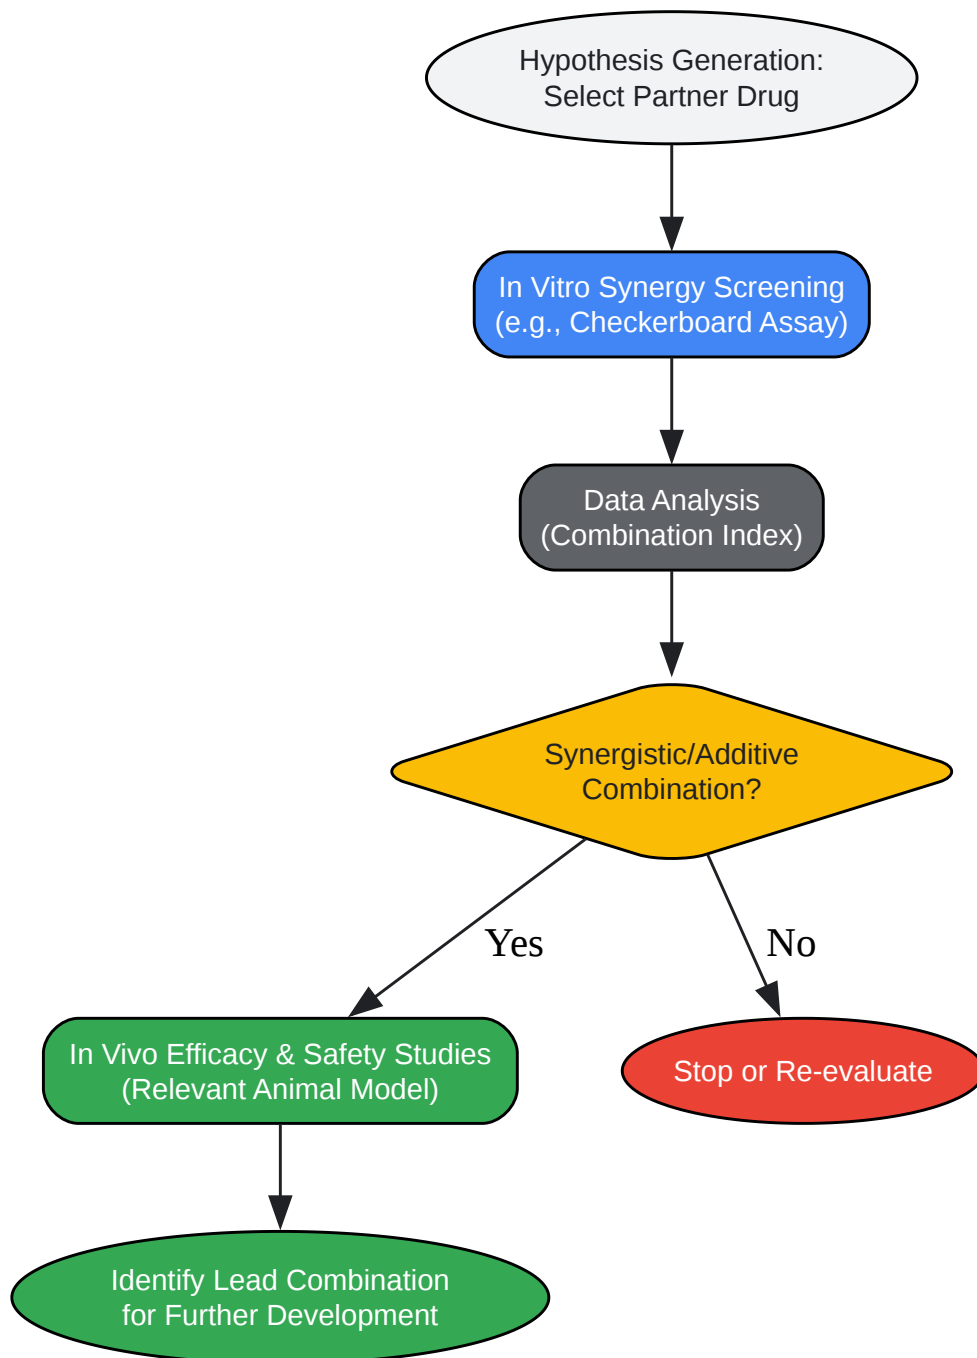 Hypothesis Generation:
Select Partner Drug
In Vitro Synergy Screening
(e.g., Checkerboard Assay)
Data Analysis
(Combination Index)
Synergistic/Additive
Combination?
Yes
No
In Vivo Efficacy & Safety Studies
(Relevant Animal Model)
Stop or Re-evaluate
Identify Lead Combination
for Further Development